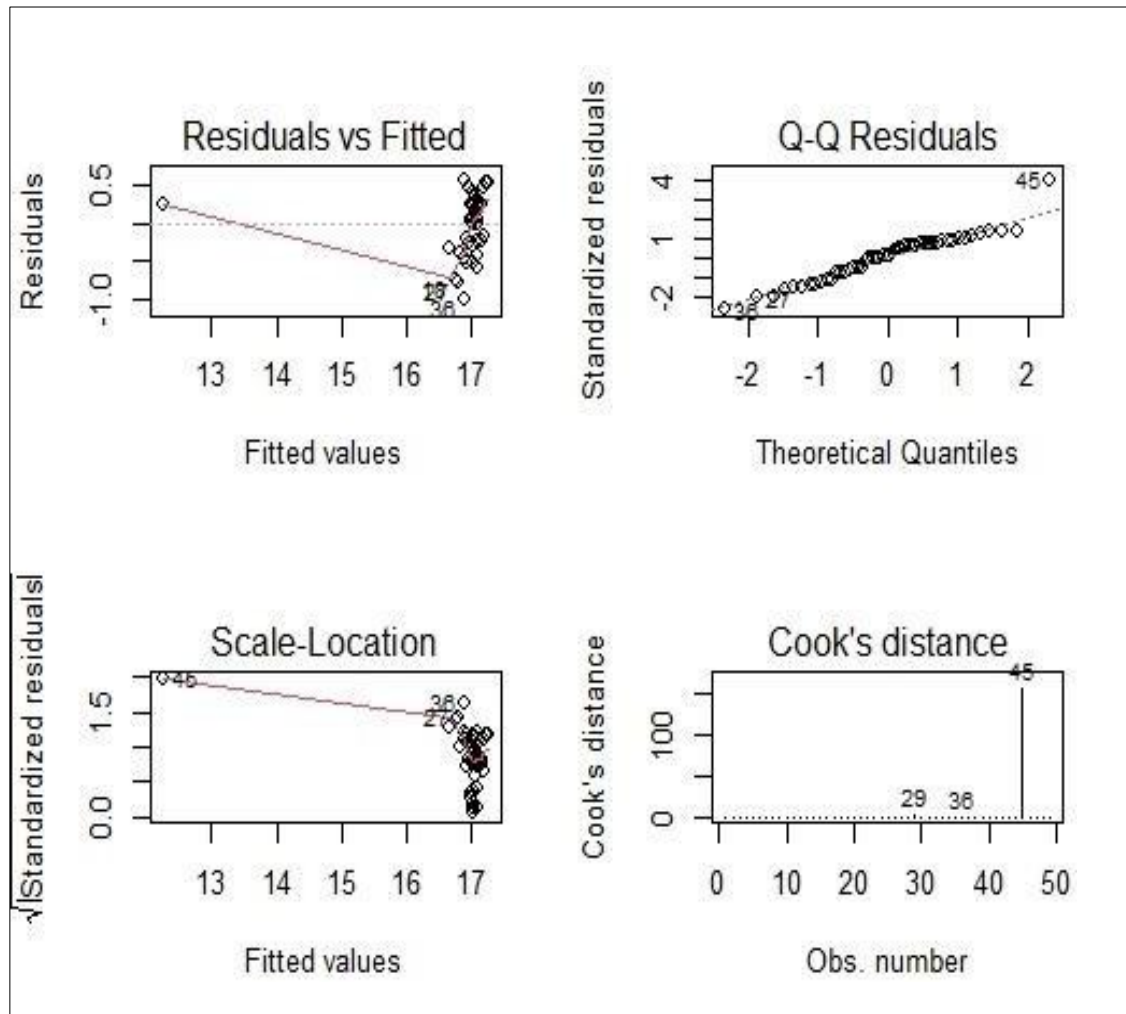 Residuals vs Fitted
Residuals
0.5
-1.0
36
13 14 15 16 17
Fitted values
Q-Q Residuals
Standardized residuals
4
1
-2
45
36
27
-2 -1 0 1 2
Theoretical Quantiles
Scale-Location
√|Standardized residuals|
1.5
0.0
45
36
27
13 14 15 16 17
Fitted values
Cook's distance
Cook's distance
100
0
45
29
36
0 10 20 30 40 50
Obs. number